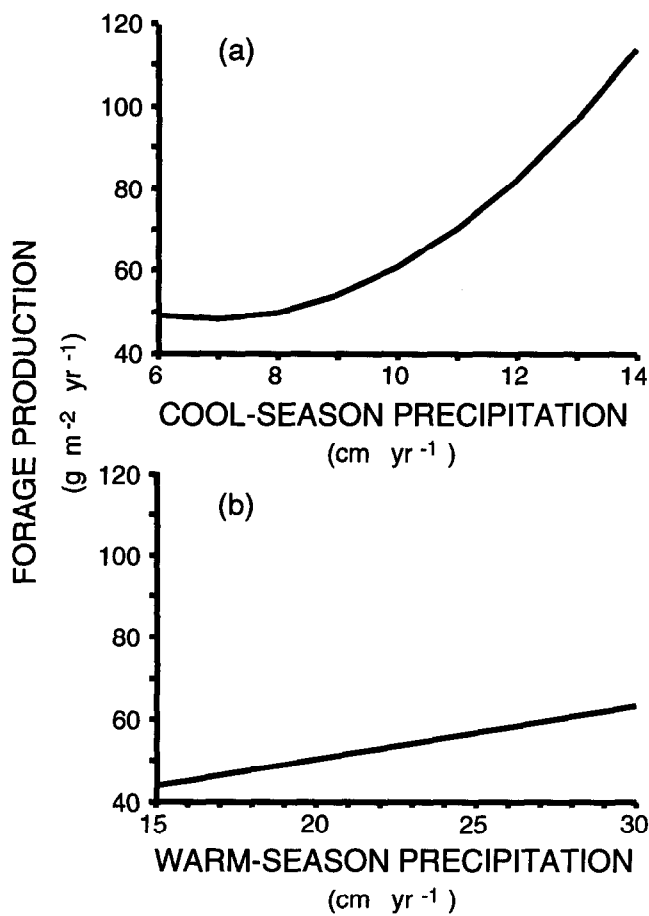 FORAGE PRODUCTION
(g m⁻² yr⁻¹)
(a)
120
100
80
60
40
6
8
10
12
14
COOL-SEASON PRECIPITATION
(cm yr⁻¹)
(b)
120
100
80
60
40
15
20
25
30
WARM-SEASON PRECIPITATION
(cm yr⁻¹)